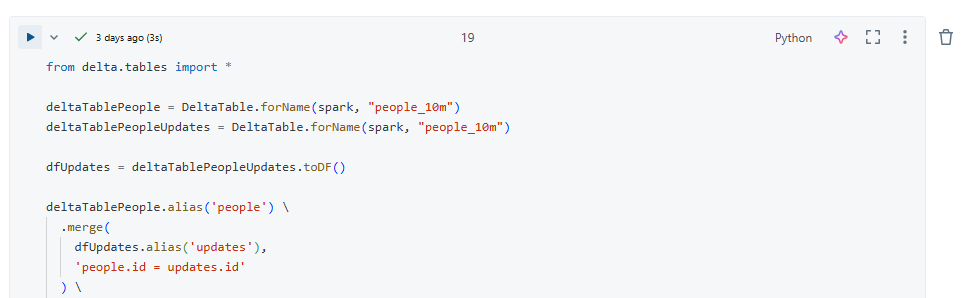 3 days ago (3s) 19 Python
from delta.tables import *
deltaTablePeople = DeltaTable.forName(spark, "people_10m")
deltaTablePeopleUpdates = DeltaTable.forName(spark, "people_10m")
dfUpdates = deltaTablePeopleUpdates.toDF()
deltaTablePeople.alias('people') \
.merge(
dfUpdates.alias('updates'),
'people.id = updates.id'
) \